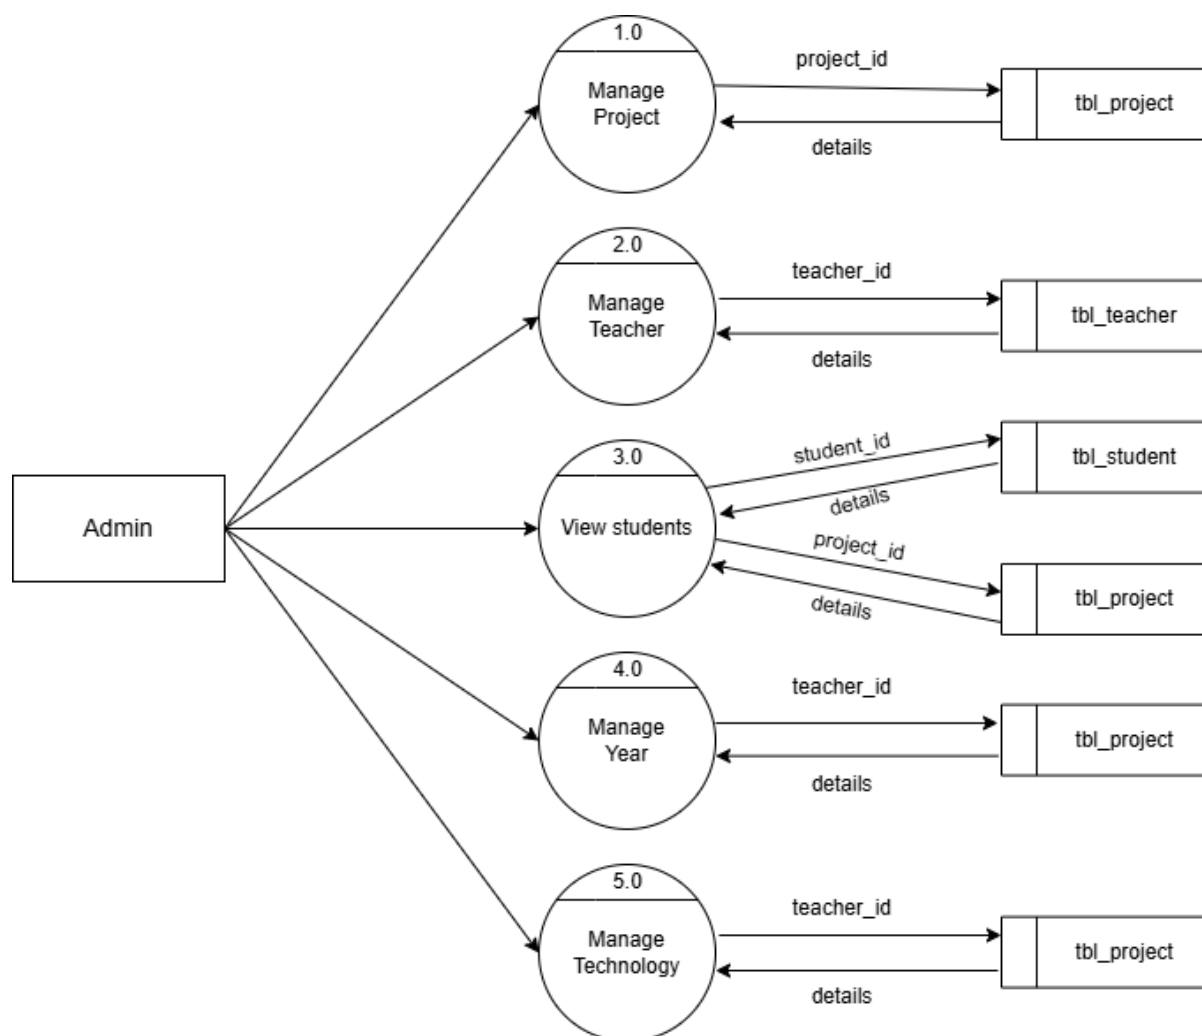 1.0
Manage
Project
project_id
details
tbl_project
2.0
Manage
Teacher
teacher_id
details
tbl_teacher
Admin
3.0
View students
student_id
details
tbl_student
project_id
details
tbl_project
4.0
Manage
Year
teacher_id
details
tbl_project
5.0
Manage
Technology
teacher_id
details
tbl_project